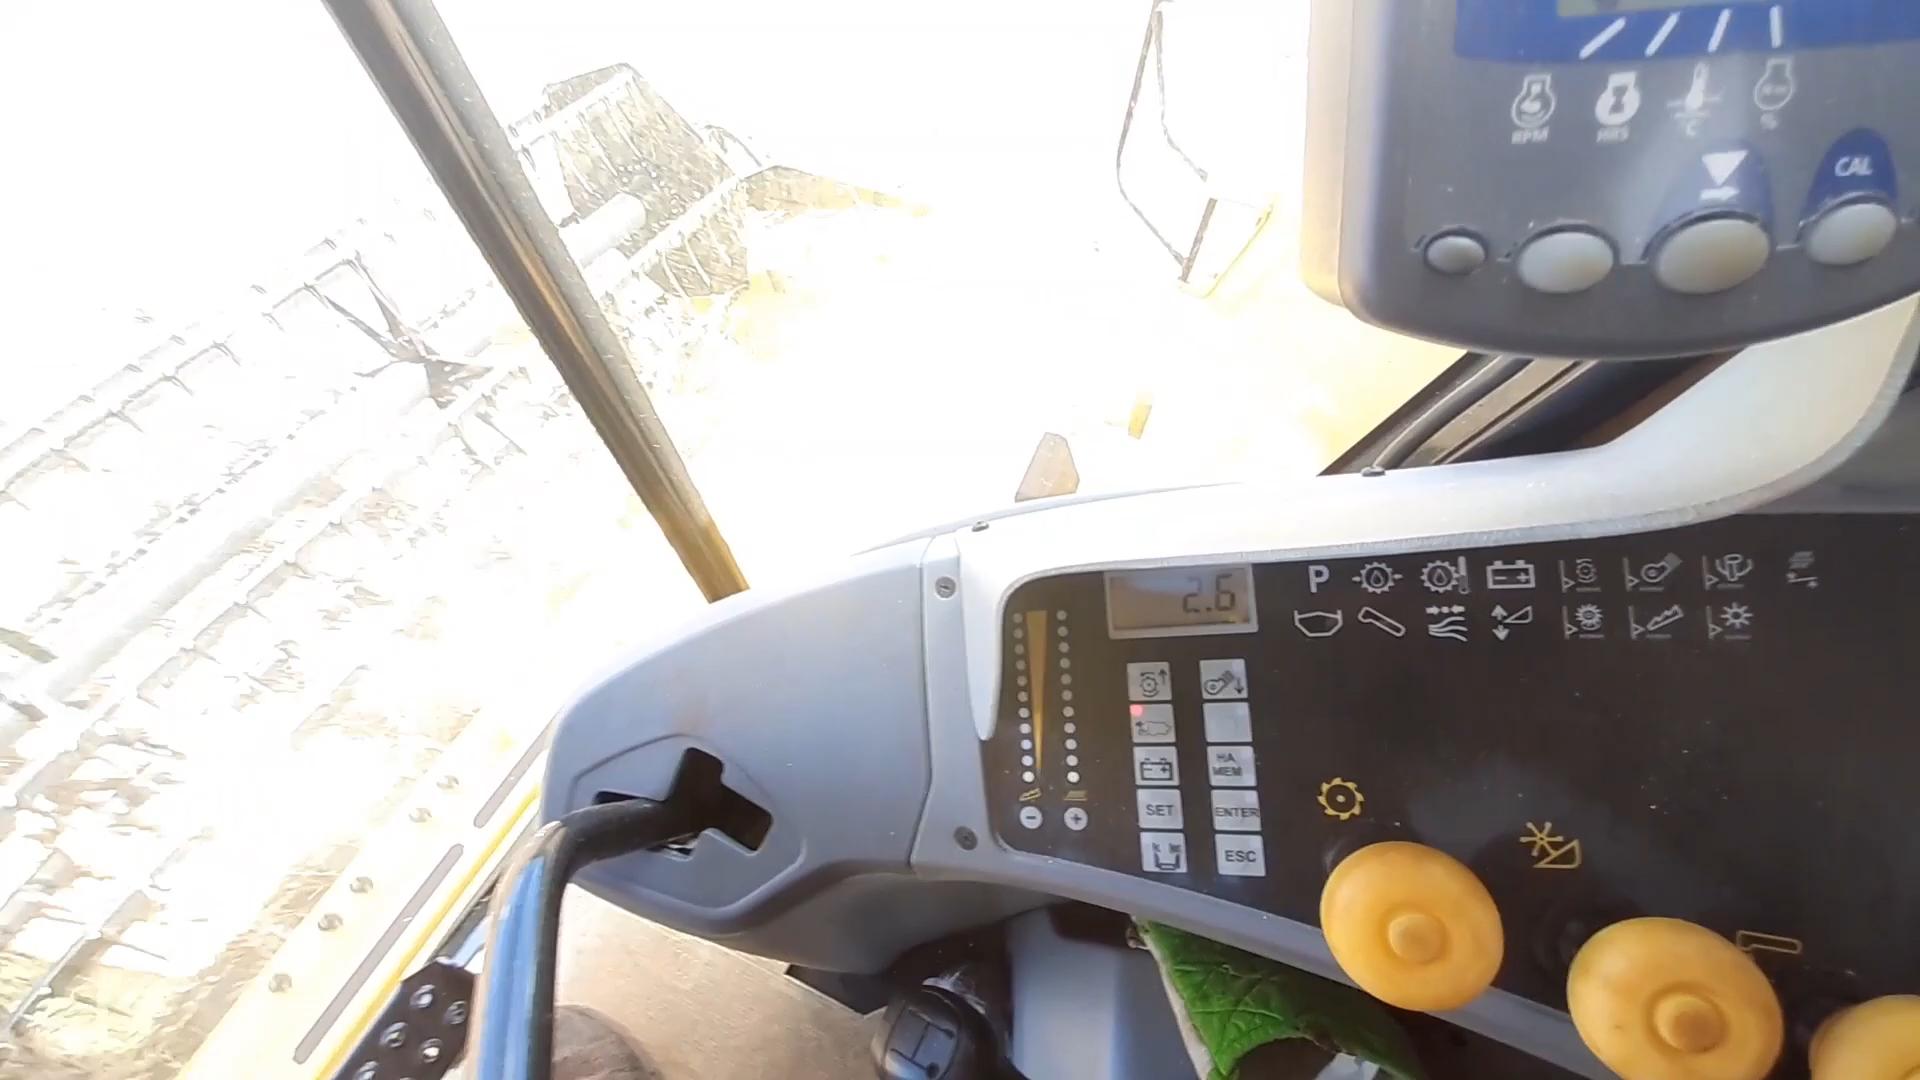 RPM HRS °C %
CAL
2.6
P
HA
MEM
SET
ENTER
ESC